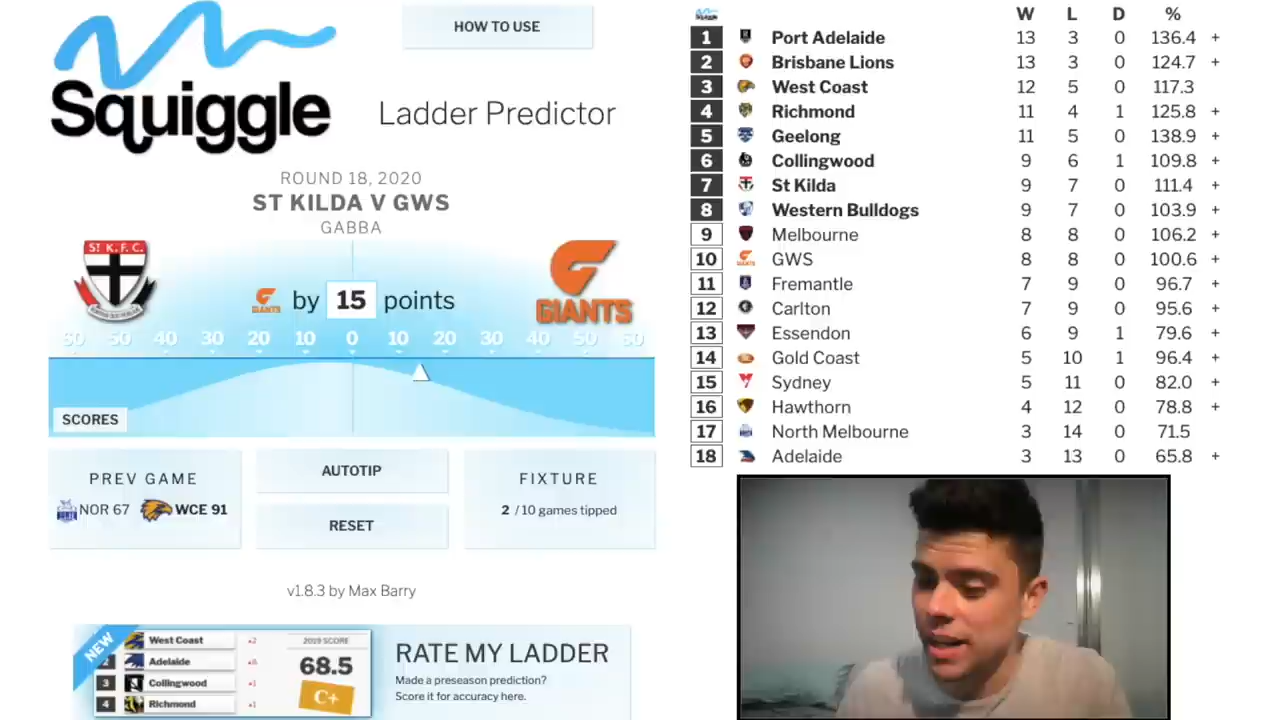 HOW TO USE
Squiggle
Ladder Predictor
ROUND 18, 2020
ST KILDA V GWS
GABBA
ST K.F.C.
GIANTS
GIANTS by 15 points
60 50 40 30 20 10 0 10 20 30 40 50 60
SCORES
PREV GAME
NOR 67 WCE 91
AUTOTIP
RESET
FIXTURE
2 / 10 games tipped
v1.8.3 by Max Barry
NEW
West Coast
2 Adelaide
3 Collingwood
4 Richmond
2019 SCORE
68.5
C+
RATE MY LADDER
Made a preseason prediction?
Score it for accuracy here.
W L D %
1 Port Adelaide 13 3 0 136.4 +
2 Brisbane Lions 13 3 0 124.7 +
3 West Coast 12 5 0 117.3
4 Richmond 11 4 1 125.8 +
5 Geelong 11 5 0 138.9 +
6 Collingwood 9 6 1 109.8 +
7 St Kilda 9 7 0 111.4 +
8 Western Bulldogs 9 7 0 103.9 +
9 Melbourne 8 8 0 106.2 +
10 GWS 8 8 0 100.6 +
11 Fremantle 7 9 0 96.7 +
12 Carlton 7 9 0 95.6 +
13 Essendon 6 9 1 79.6 +
14 Gold Coast 5 10 1 96.4 +
15 Sydney 5 11 0 82.0 +
16 Hawthorn 4 12 0 78.8 +
17 North Melbourne 3 14 0 71.5
18 Adelaide 3 13 0 65.8 +